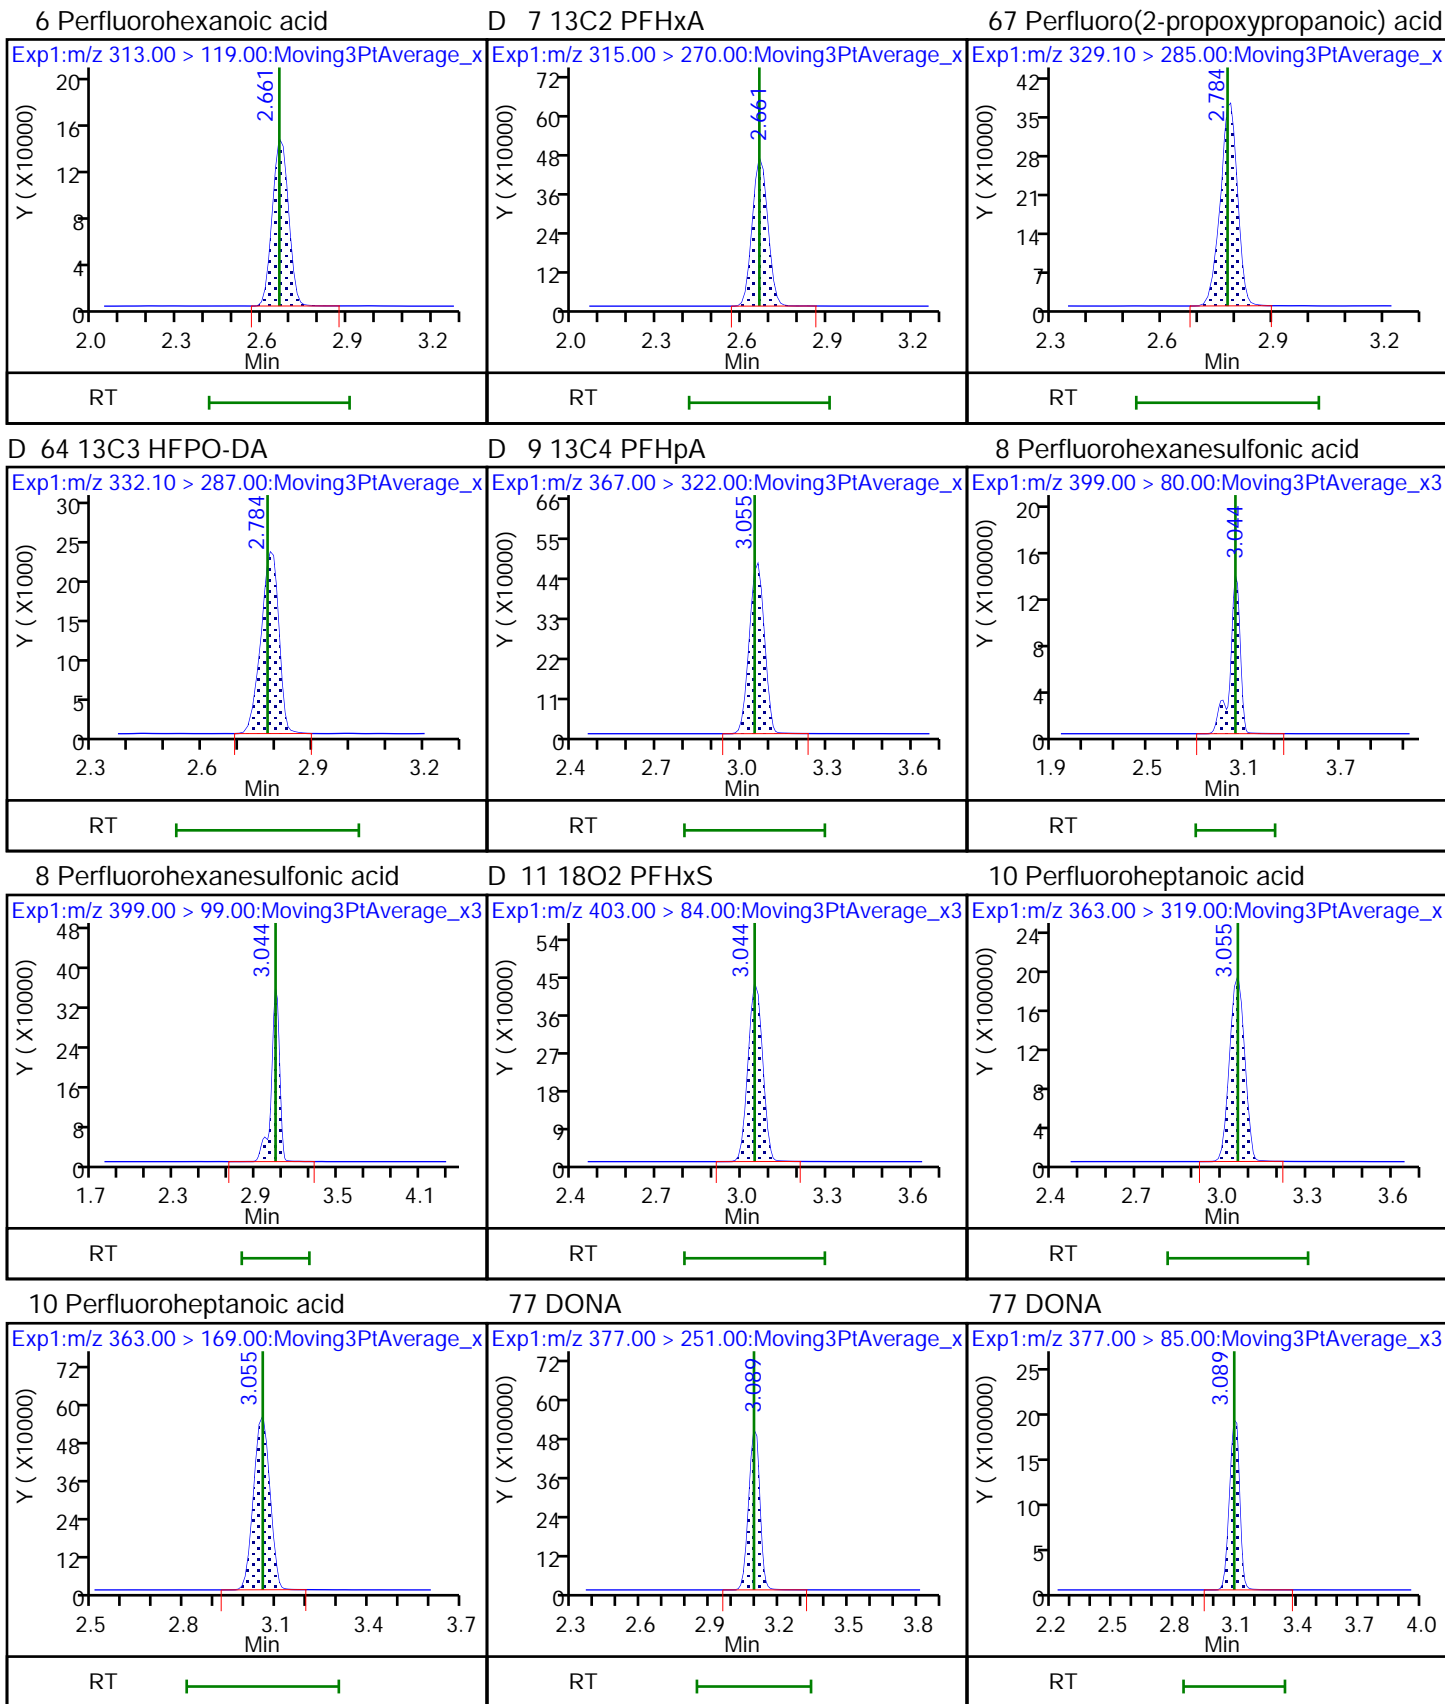 6 Perfluorohexanoic acid
Exp1:m/z 313.00 > 119.00:Moving3PtAverage_x
Y ( X10000)
20
16
12
8
4
0
2.661
2.0 2.3 2.6 2.9 3.2
Min
RT
D 7 13C2 PFHxA
Exp1:m/z 315.00 > 270.00:Moving3PtAverage_x
Y ( X10000)
72
60
48
36
24
12
0
2.661
2.0 2.3 2.6 2.9 3.2
Min
RT
67 Perfluoro(2-propoxypropanoic) acid
Exp1:m/z 329.10 > 285.00:Moving3PtAverage_x
Y ( X10000)
42
35
28
21
14
7
0
2.784
2.3 2.6 2.9 3.2
Min
RT
D 64 13C3 HFPO-DA
Exp1:m/z 332.10 > 287.00:Moving3PtAverage_x
Y ( X1000)
30
25
20
15
10
5
0
2.784
2.3 2.6 2.9 3.2
Min
RT
D 9 13C4 PFHpA
Exp1:m/z 367.00 > 322.00:Moving3PtAverage_x
Y ( X10000)
66
55
44
33
22
11
0
3.055
2.4 2.7 3.0 3.3 3.6
Min
RT
8 Perfluorohexanesulfonic acid
Exp1:m/z 399.00 > 80.00:Moving3PtAverage_x3
Y ( X100000)
20
16
12
8
4
0
3.044
1.9 2.5 3.1 3.7
Min
RT
8 Perfluorohexanesulfonic acid
Exp1:m/z 399.00 > 99.00:Moving3PtAverage_x3
Y ( X10000)
48
40
32
24
16
8
0
3.044
1.7 2.3 2.9 3.5 4.1
Min
RT
D 11 18O2 PFHxS
Exp1:m/z 403.00 > 84.00:Moving3PtAverage_x3
Y ( X10000)
54
45
36
27
18
9
0
3.044
2.4 2.7 3.0 3.3 3.6
Min
RT
10 Perfluoroheptanoic acid
Exp1:m/z 363.00 > 319.00:Moving3PtAverage_x
Y ( X100000)
24
20
16
12
8
4
0
3.055
2.4 2.7 3.0 3.3 3.6
Min
RT
10 Perfluoroheptanoic acid
Exp1:m/z 363.00 > 169.00:Moving3PtAverage_x
Y ( X10000)
72
60
48
36
24
12
0
3.055
2.5 2.8 3.1 3.4 3.7
Min
RT
77 DONA
Exp1:m/z 377.00 > 251.00:Moving3PtAverage_x
Y ( X100000)
72
60
48
36
24
12
0
3.089
2.3 2.6 2.9 3.2 3.5 3.8
Min
RT
77 DONA
Exp1:m/z 377.00 > 85.00:Moving3PtAverage_x3
Y ( X100000)
25
20
15
10
5
0
3.089
2.2 2.5 2.8 3.1 3.4 3.7 4.0
Min
RT